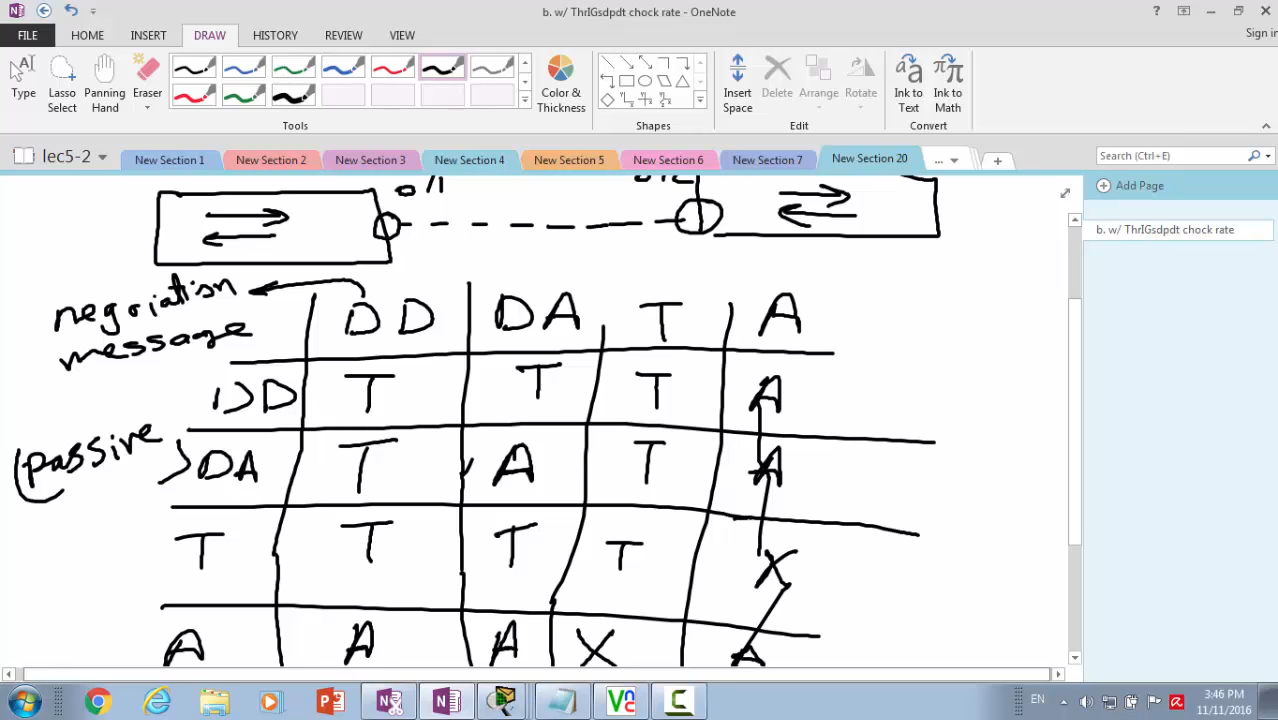 b. w/ ThrIGsdpdt chock rate - OneNote
FILE HOME INSERT DRAW HISTORY REVIEW VIEW Sign in
Type Lasso Select Panning Hand Eraser Color & Thickness Insert Space Delete Arrange Rotate Ink to Text Ink to Math
Tools Shapes Edit Convert
lec5-2 New Section 1 New Section 2 New Section 3 New Section 4 New Section 5 New Section 6 New Section 7 New Section 20 ... Search (Ctrl+E)
Add Page
b. w/ ThrIGsdpdt chock rate
negotiation
message
DD DA T A
DD T T T A
passive DA T A T A
T T T T X
A A A X A
EN 3:46 PM
11/11/2016